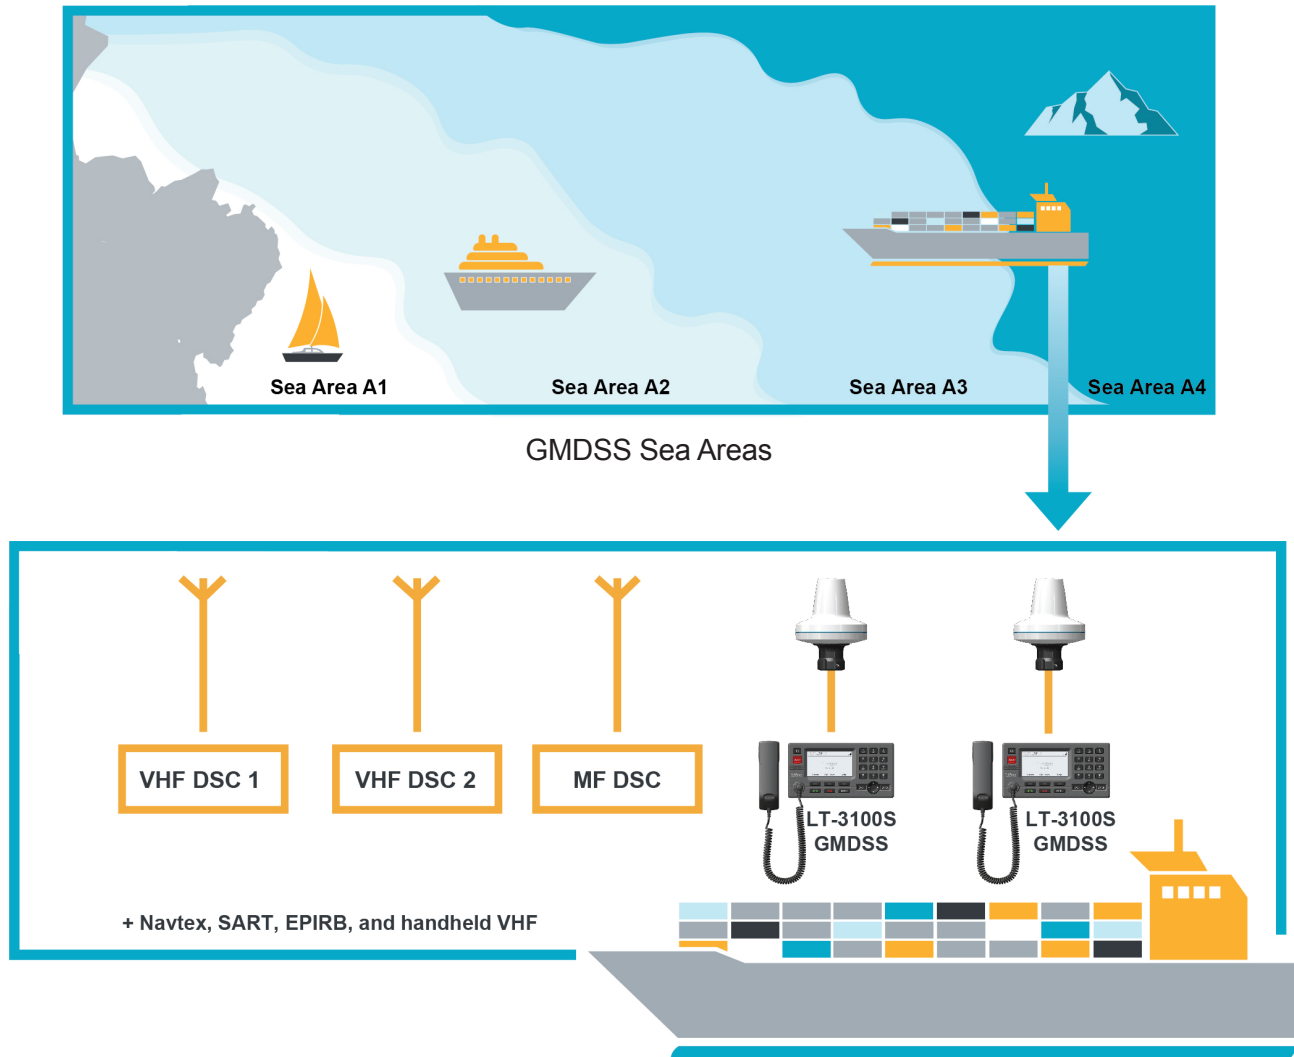 Sea Area A1
Sea Area A2
Sea Area A3
Sea Area A4
GMDSS Sea Areas
VHF DSC 1
VHF DSC 2
MF DSC
LT-3100S
GMDSS
LT-3100S
GMDSS
+ Navtex, SART, EPIRB, and handheld VHF